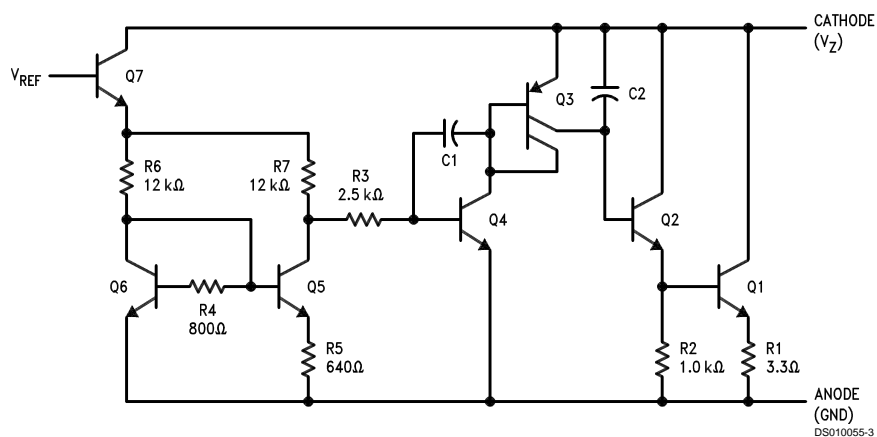 CATHODE
(VZ)
VREF
Q7
Q3
C2
C1
R6
12 kΩ
R7
12 kΩ
R3
2.5 kΩ
Q4
Q2
Q6
R4
800Ω
Q5
Q1
R5
640Ω
R2
1.0 kΩ
R1
3.3Ω
ANODE
(GND)
DS010055-3